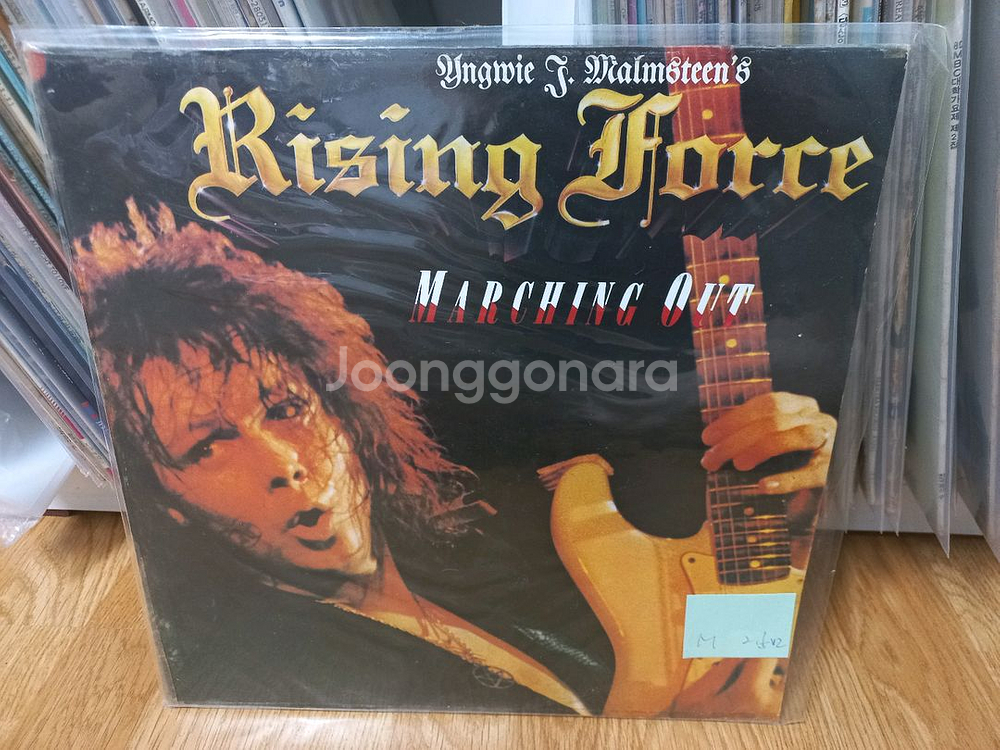 Yngwie J. Malmsteen's
Rising Force
MARCHING OUT
Joonggonara
M